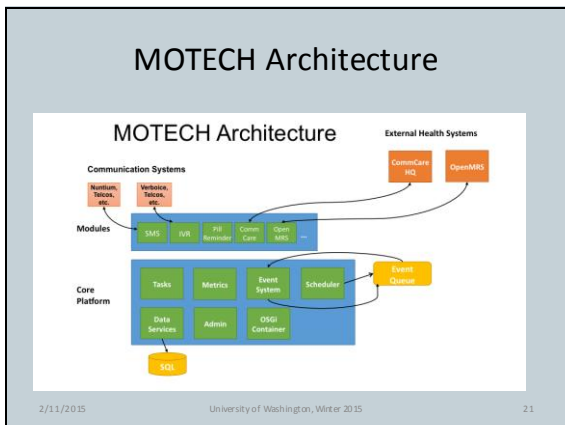 MOTECH Architecture
MOTECH Architecture
External Health Systems
CommCare
HQ
OpenMRS
Communication Systems
Nuntium,
Telcos,
etc.
Verboice,
Telcos,
etc.
Modules
SMS
IVR
Pill
Reminder
Comm
Care
Open
MRS
...
Core
Platform
Tasks
Metrics
Event
System
Scheduler
Event
Queue
Data
Services
Admin
OSGi
Container
SQL
2/11/2015
University of Washington, Winter 2015
21